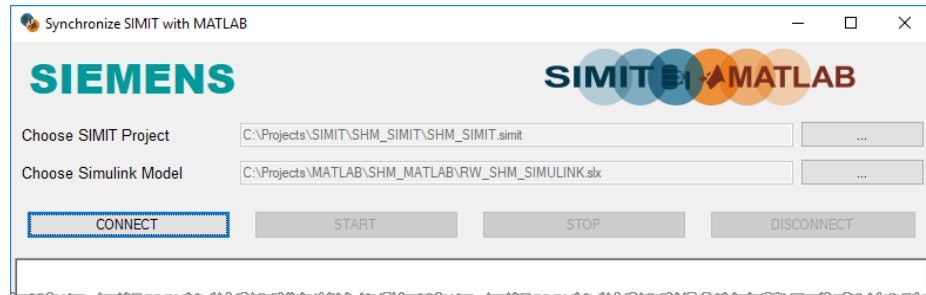 Synchronize SIMIT with MATLAB
SIEMENS
SIMIT MATLAB
Choose SIMIT Project C:\Projects\SIMIT\SHM_SIMIT\SHM_SIMIT.simit ...
Choose Simulink Model C:\Projects\MATLAB\SHM_MATLAB\RW_SHM_SIMULINK.slx ...
CONNECT START STOP DISCONNECT